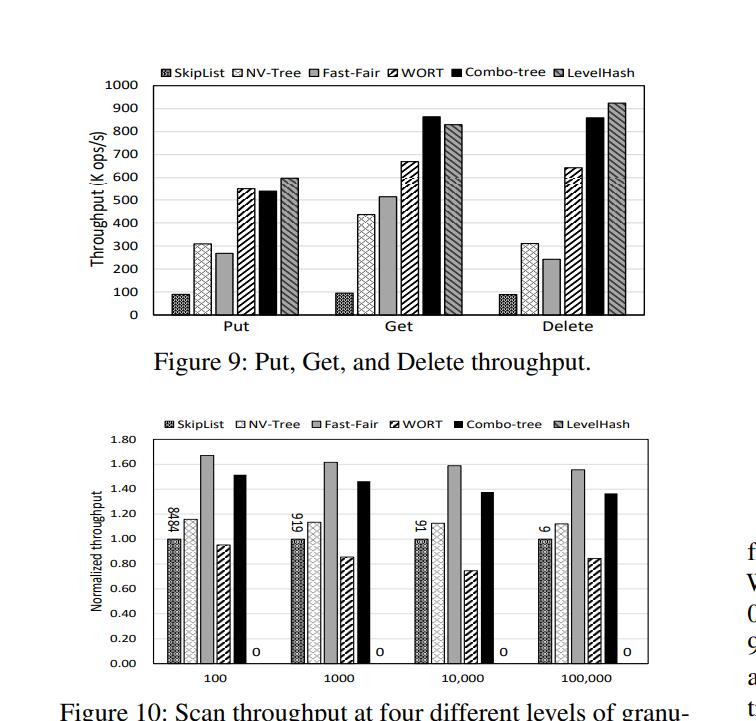 SkipList NV-Tree Fast-Fair WORT Combo-tree LevelHash
1000
900
800
700
600
500
400
300
200
100
0
Throughput (K ops/s)
Put Get Delete
Figure 9: Put, Get, and Delete throughput.
SkipList NV-Tree Fast-Fair WORT Combo-tree LevelHash
1.80
1.60
1.40
1.20
1.00
0.80
0.60
0.40
0.20
0.00
Normalized throughput
8484 919 91 9
0 0 0 0
100 1000 10,000 100,000
Figure 10: Scan throughput at four different levels of granu-
f
W
0
9
a